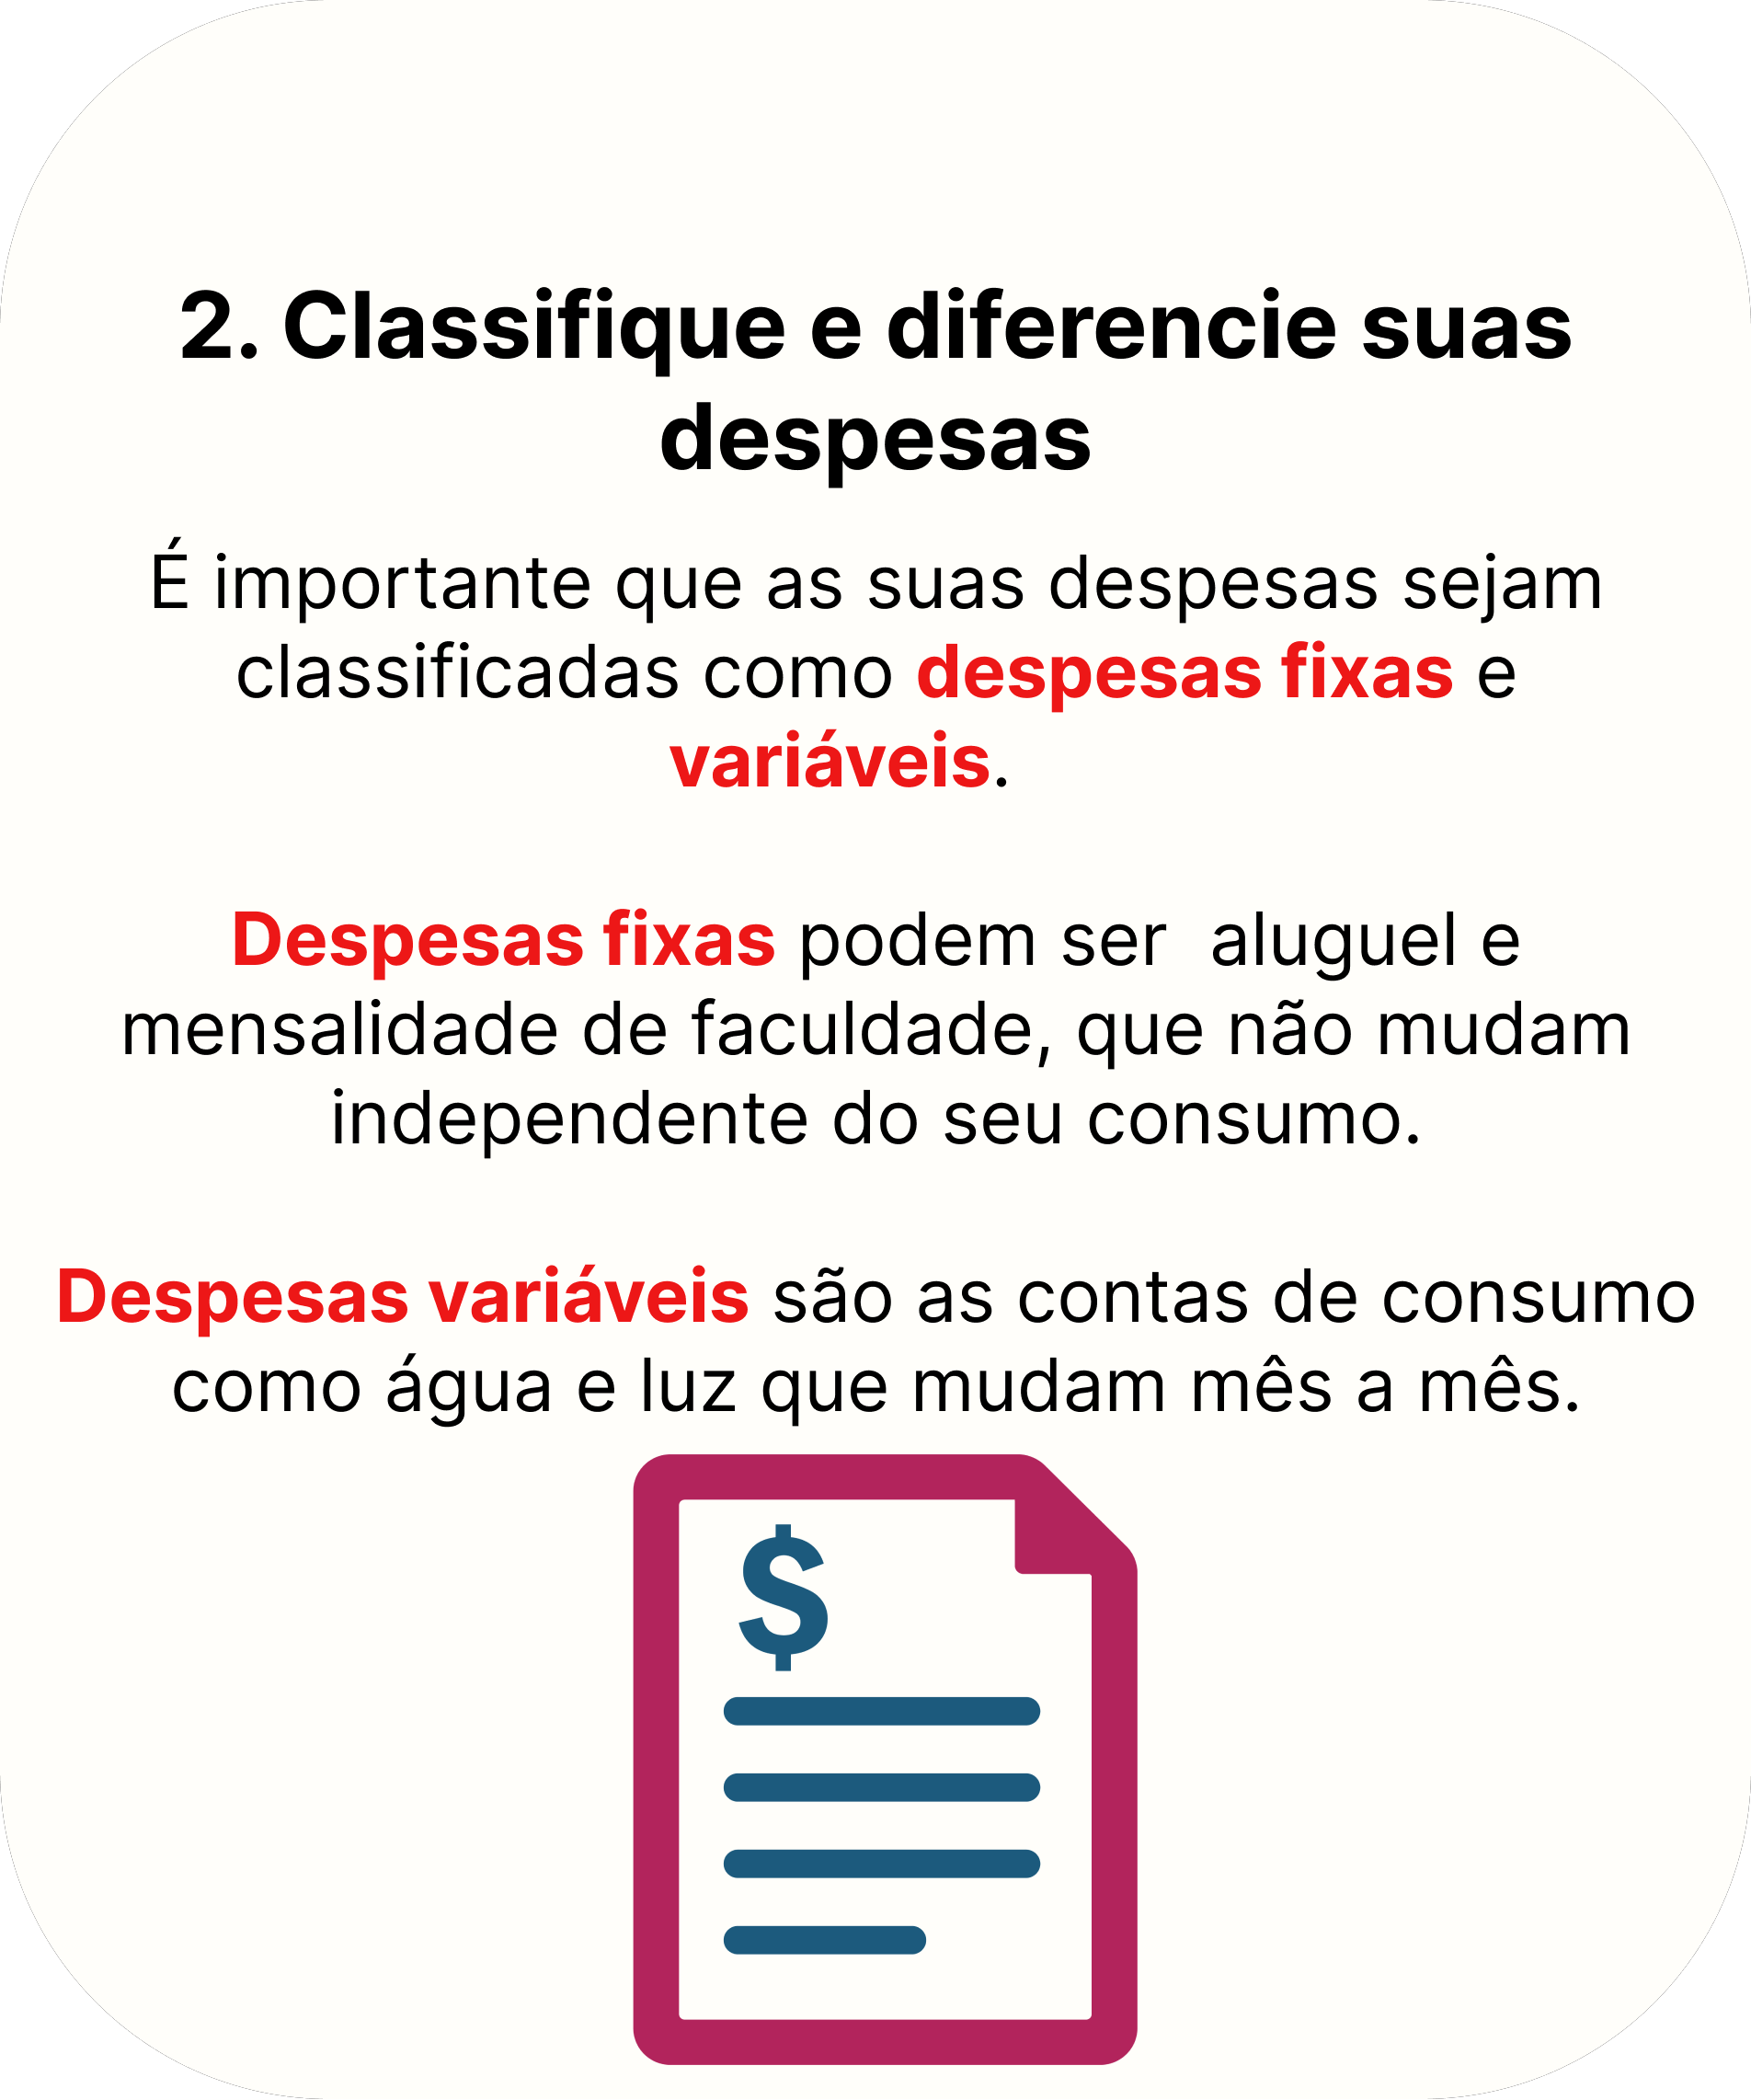 2. Classifique e diferencie suas
despesas
É importante que as suas despesas sejam
classificadas como despesas fixas e
variáveis.
Despesas fixas podem ser  aluguel e
mensalidade de faculdade, que não mudam
independente do seu consumo.
Despesas variáveis são as contas de consumo
como água e luz que mudam mês a mês.
$